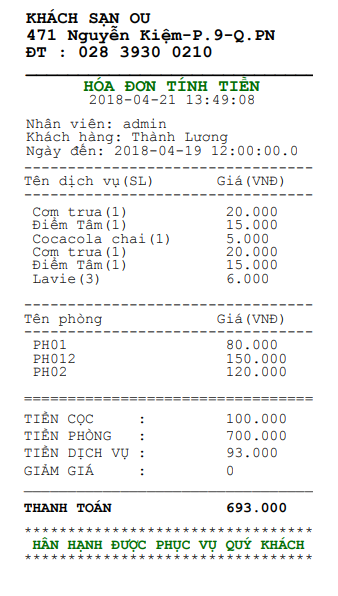 KHÁCH SẠN OU
471 Nguyễn Kiệm-P.9-Q.PN
ĐT : 028 3930 0210
HÓA ĐƠN TÍNH TIỀN
2018-04-21 13:49:08
Nhân viên: admin
Khách hàng: Thành Lương
Ngày đến: 2018-04-19 12:00:00.0
----------------------------------
Tên dịch vụ(SL) Giá(VNĐ)
----------------------------------
Cơm trưa(1) 20.000
Điểm Tâm(1) 15.000
Cocacola chai(1) 5.000
Cơm trưa(1) 20.000
Điểm Tâm(1) 15.000
Lavie(3) 6.000
----------------------------------
Tên phòng Giá(VNĐ)
----------------------------------
PH01 80.000
PH012 150.000
PH02 120.000
==================================
TIỀN CỌC : 100.000
TIỀN PHÒNG : 700.000
TIỀN DỊCH VỤ : 93.000
GIẢM GIÁ : 0
THANH TOÁN 693.000
**********************************
HÂN HẠNH ĐƯỢC PHỤC VỤ QUÝ KHÁCH
**********************************